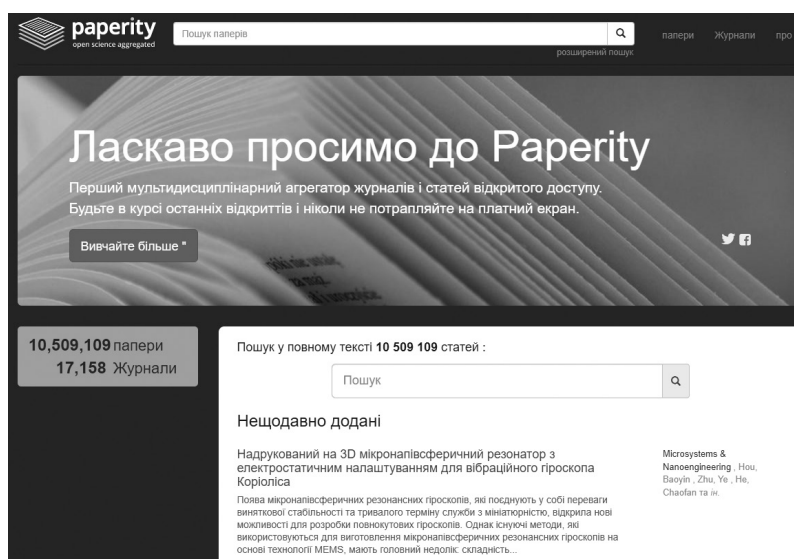 paperity
open science aggregated
Пошук паперів
папери Журнали про
розширений пошук
Ласкаво просимо до Paperity
Перший мультидисциплінарний агрегатор журналів і статей відкритого доступу.
Будьте в курсі останніх відкриттів і ніколи не потрапляйте на платний екран.
Вивчайте більше "
10,509,109 папери
17,158 Журнали
Пошук у повному тексті 10 509 109 статей :
Пошук
Нещодавно додані
Надрукований на 3D мікронапівсферичний резонатор з
електростатичним налаштуванням для вібраційного гіроскопа
Коріоліса
Поява мікронапівсферичних резонансних гіроскопів, які поєднують у собі переваги
виняткової стабільності та тривалого терміну служби з мініатюрністю, відкрила нові
можливості для розробки повнокутових гіроскопів. Однак існуючі методи, які
використовуються для виготовлення мікронапівсферичних резонансних гіроскопів на
основі технології MEMS, мають головний недолік: складність...
Microsystems &
Nanoengineering , Hou,
Baoyin , Zhu, Ye , He,
Chaofan та ін.